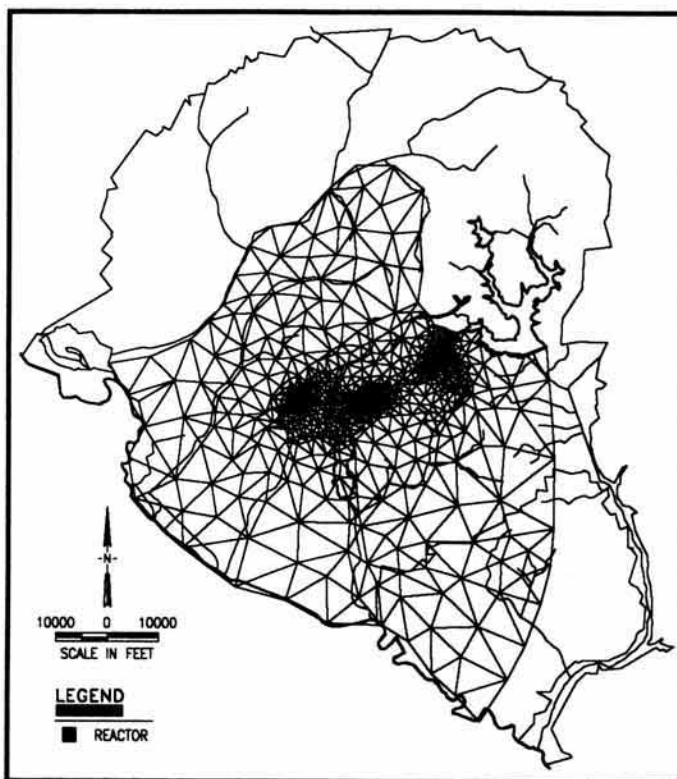 -N-
10000 0 10000
SCALE IN FEET
LEGEND
REACTOR